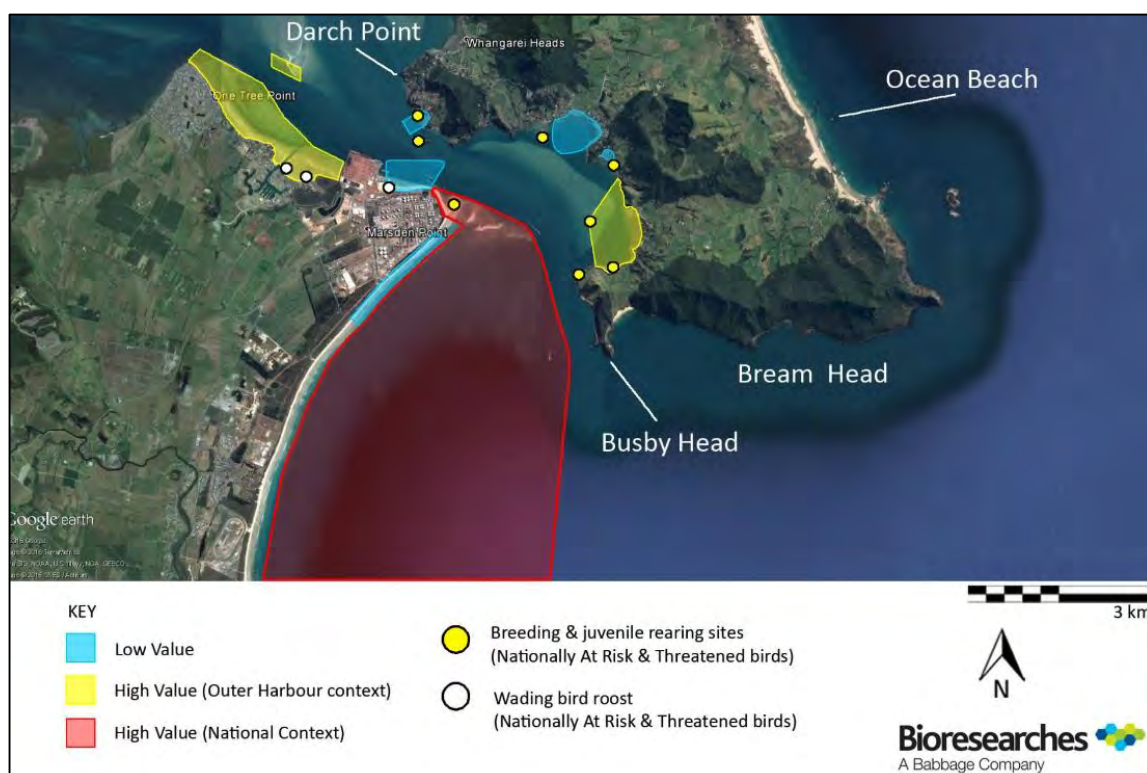 Darch Point
Whangarei Heads
Ocean Beach
One Tree Point
Marsden Point
Bream Head
Busby Head
Google earth
3 km
KEY
Low Value
High Value (Outer Harbour context)
High Value (National Context)
Breeding & juvenile rearing sites
(Nationally At Risk & Threatened birds)
Wading bird roost
(Nationally At Risk & Threatened birds)
N
Bioresearches
A Babbage Company